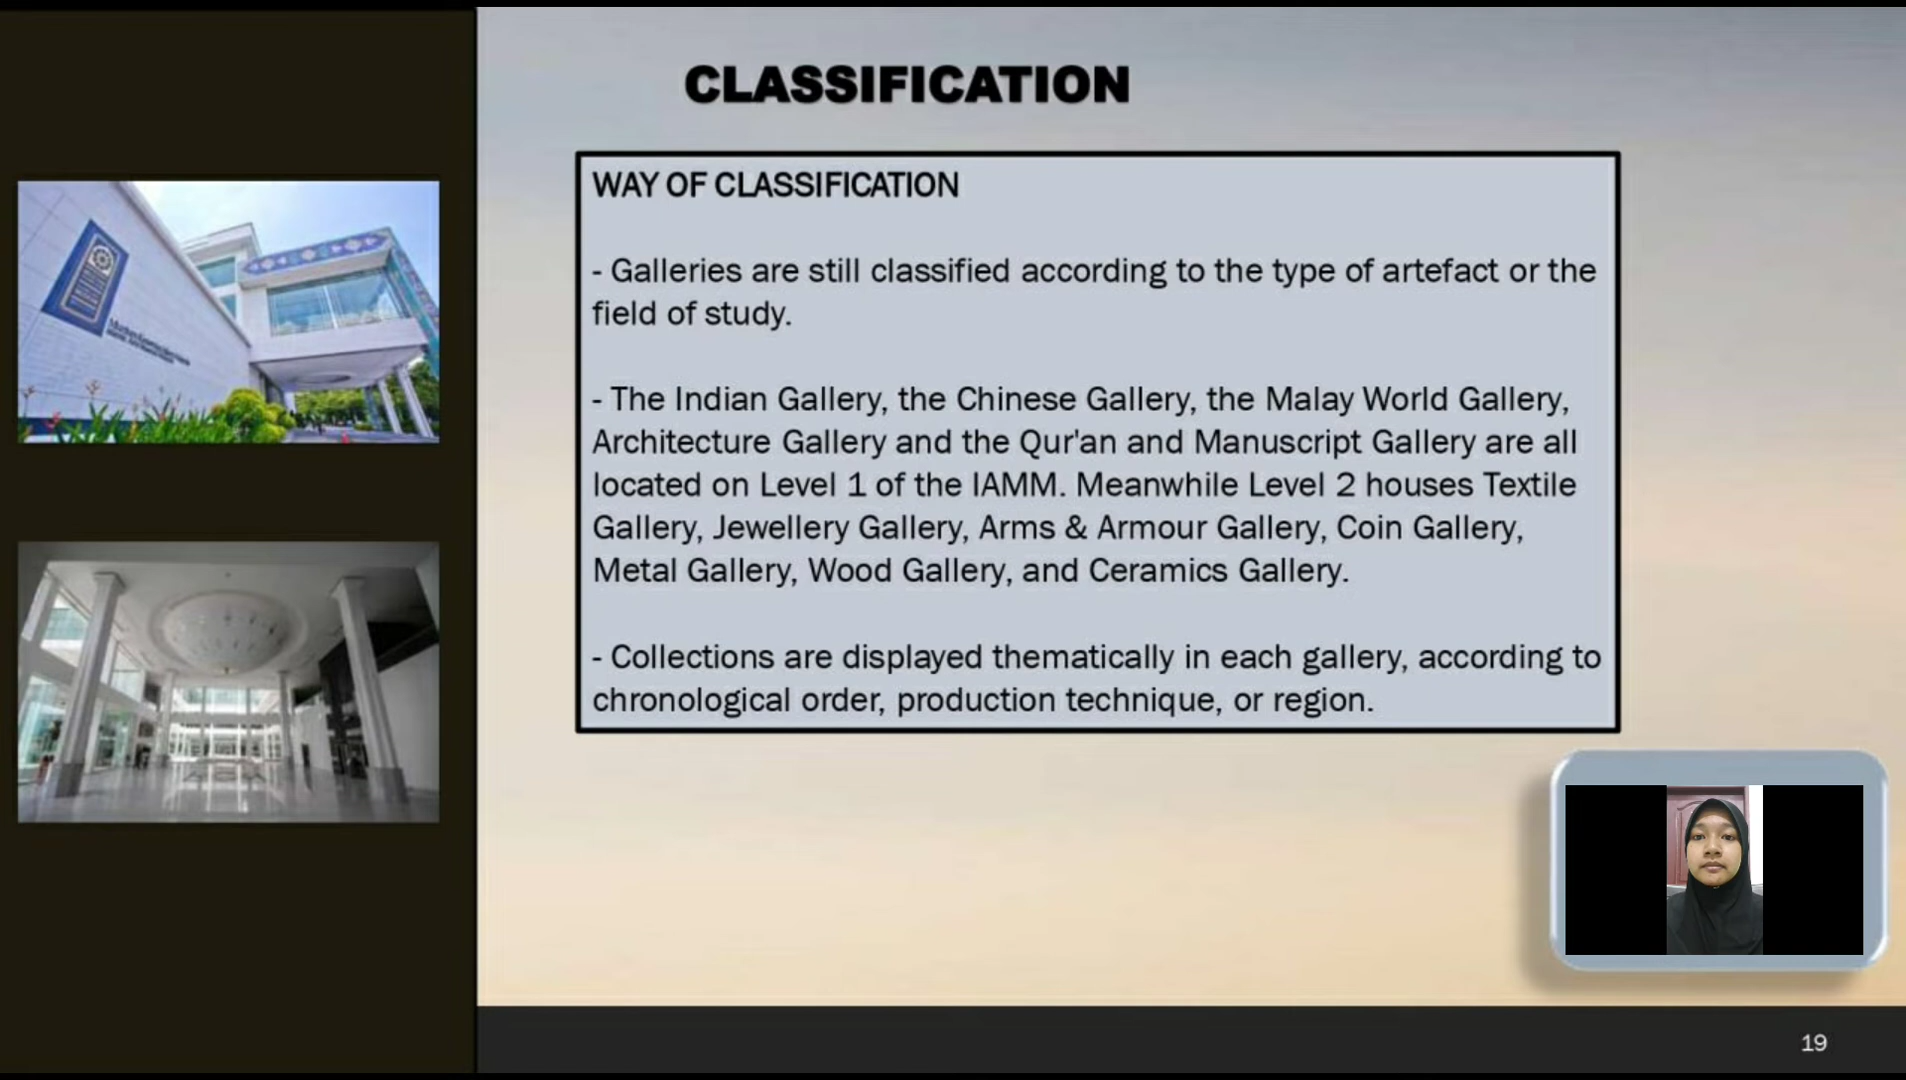 CLASSIFICATION
WAY OF CLASSIFICATION
- Galleries are still classified according to the type of artefact or the
field of study.
- The Indian Gallery, the Chinese Gallery, the Malay World Gallery,
Architecture Gallery and the Qur'an and Manuscript Gallery are all
located on Level 1 of the IAMM. Meanwhile Level 2 houses Textile
Gallery, Jewellery Gallery, Arms & Armour Gallery, Coin Gallery,
Metal Gallery, Wood Gallery, and Ceramics Gallery.
- Collections are displayed thematically in each gallery, according to
chronological order, production technique, or region.
19